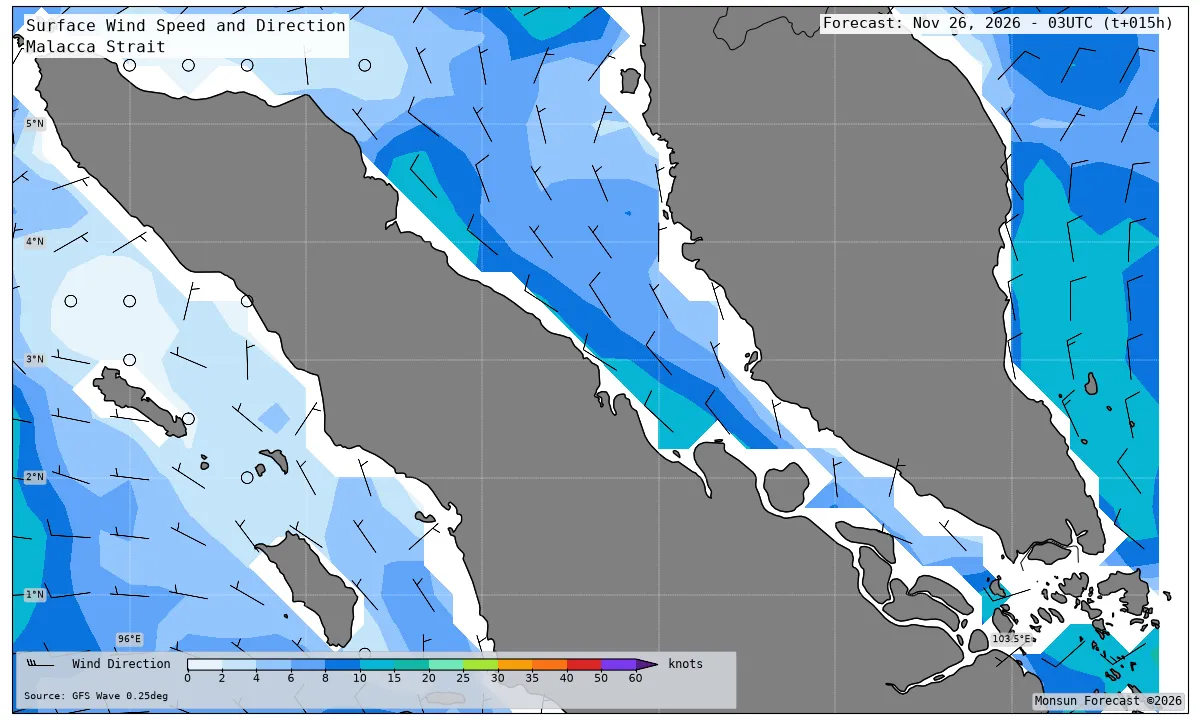 Surface Wind Speed and Direction
Malacca Strait
Forecast: Nov 26, 2026 - 03UTC (t+015h)
5°N
4°N
3°N
2°N
1°N
96°E
103.5°E
Wind Direction
knots
0 2 4 6 8 10 15 20 25 30 35 40 50 60
Source: GFS Wave 0.25deg
Monsun Forecast ©2026